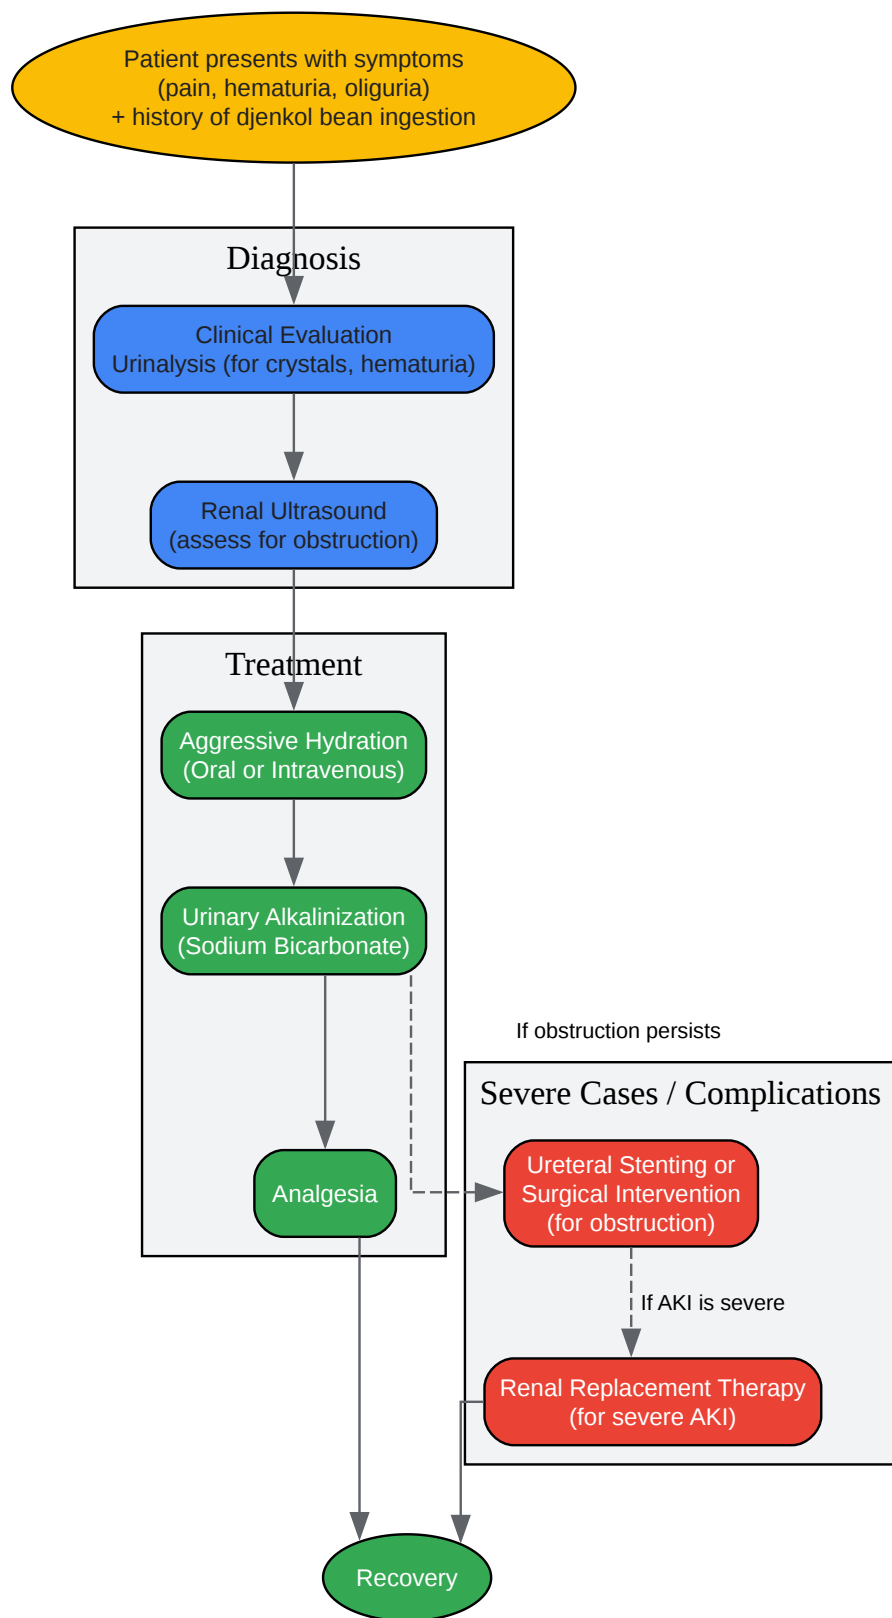 Patient presents with symptoms
(pain, hematuria, oliguria)
+ history of djenkol bean ingestion
Diagnosis
Clinical Evaluation
Urinalysis (for crystals, hematuria)
Renal Ultrasound
(assess for obstruction)
Treatment
Aggressive Hydration
(Oral or Intravenous)
Urinary Alkalinization
(Sodium Bicarbonate)
If obstruction persists
Severe Cases / Complications
Ureteral Stenting or
Surgical Intervention
(for obstruction)
Analgesia
If AKI is severe
Renal Replacement Therapy
(for severe AKI)
Recovery